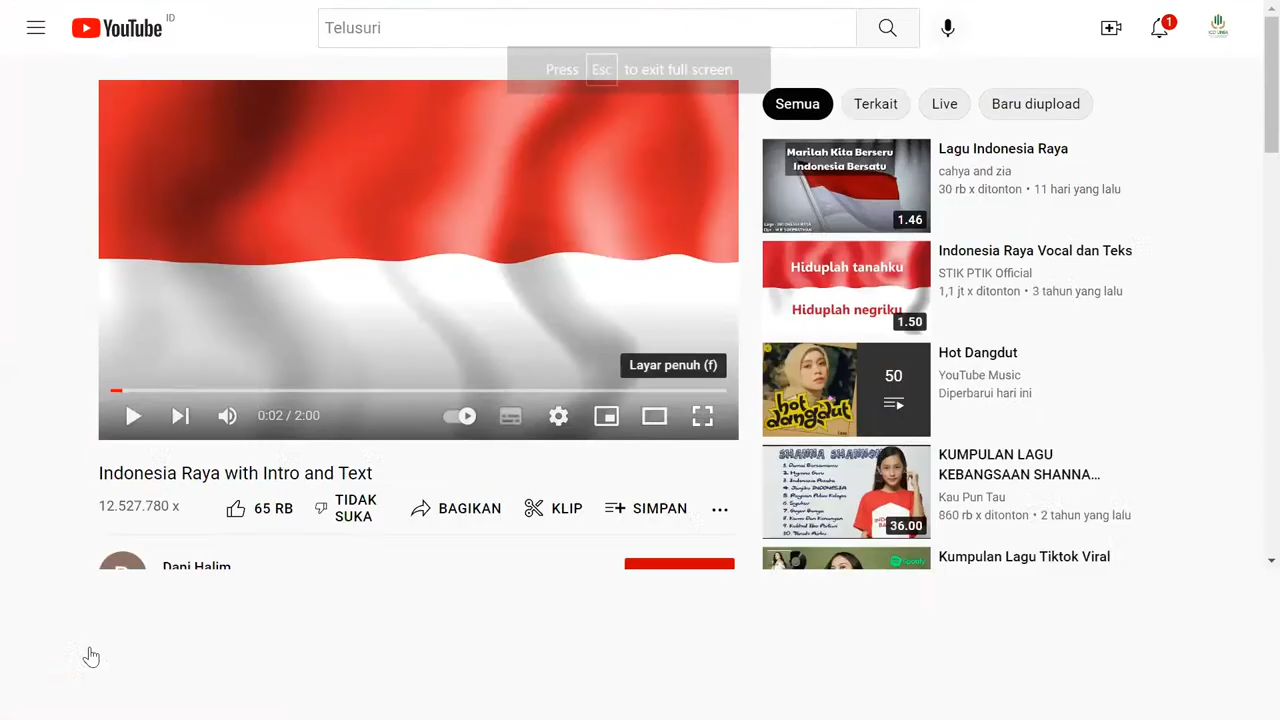 YouTube ID
Telusuri
1
Press Esc to exit full screen
Semua
Terkait
Live
Baru diupload
Marilah Kita Berseru
Indonesia Bersatu
1.46
Lagu Indonesia Raya
cahya and zia
30 rb x ditonton • 11 hari yang lalu
Hiduplah tanahku
Hiduplah negriku
1.50
Indonesia Raya Vocal dan Teks
STIK PTIK Official
1,1 jt x ditonton • 3 tahun yang lalu
hot
dangdut
50
Hot Dangdut
YouTube Music
Diperbarui hari ini
Layar penuh (f)
0:02 / 2:00
SHANNA SHANNON
36.00
KUMPULAN LAGU
KEBANGSAAN SHANNA...
Kau Pun Tau
860 rb x ditonton • 2 tahun yang lalu
Indonesia Raya with Intro and Text
12.527.780 x
65 RB
TIDAK
SUKA
BAGIKAN
KLIP
SIMPAN
Dani Halim
Spotify
Kumpulan Lagu Tiktok Viral